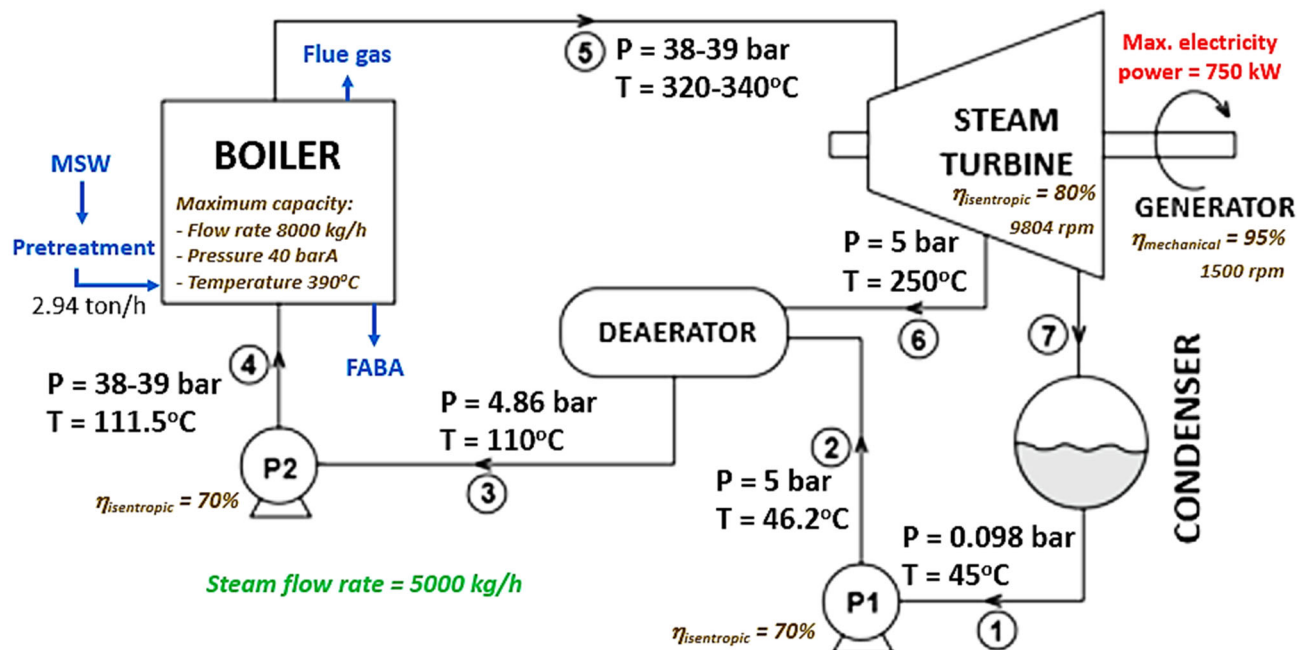 Flue gas
5
P = 38-39 bar
T = 320-340°C
Max. electricity
power = 750 kW
MSW
Pretreatment
2.94 ton/h
BOILER
Maximum capacity:
- Flow rate 8000 kg/h
- Pressure 40 barA
- Temperature 390°C
FABA
STEAM
TURBINE
ηisentropic = 80%
9804 rpm
GENERATOR
ηmechanical = 95%
1500 rpm
P = 5 bar
T = 250°C
6
7
DEAERATOR
CONDENSER
4
P = 38-39 bar
T = 111.5°C
P = 4.86 bar
T = 110°C
3
P2
ηisentropic = 70%
2
P = 5 bar
T = 46.2°C
P = 0.098 bar
T = 45°C
1
P1
ηisentropic = 70%
Steam flow rate = 5000 kg/h